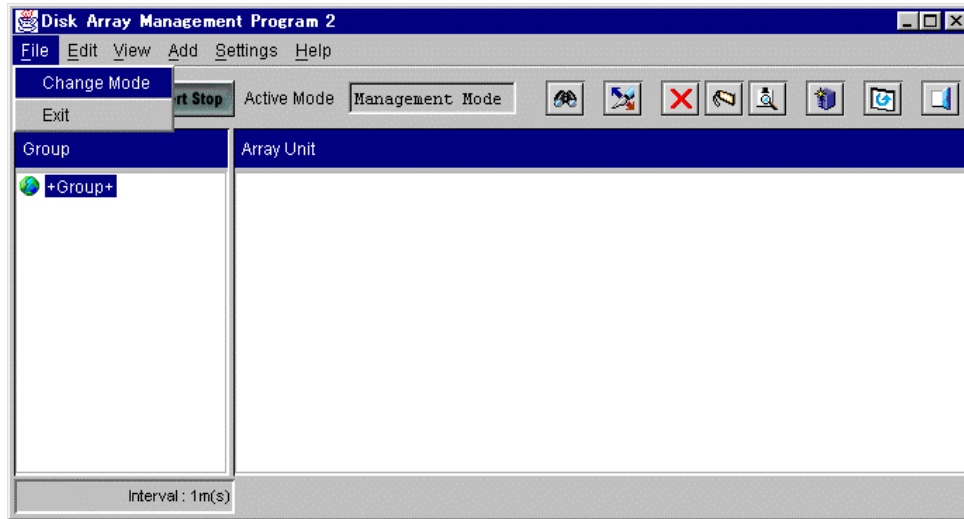 Disk Array Management Program 2
File Edit View Add Settings Help
Change Mode
Exit
rt Stop Active Mode Management Mode
Group Array Unit
+Group+
Interval : 1m(s)